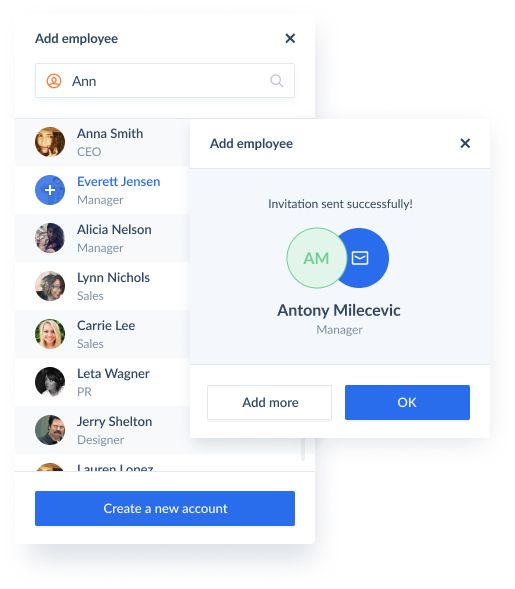 Add employee
Ann
Anna Smith
CEO
Everett Jensen
Manager
Alicia Nelson
Manager
Lynn Nichols
Sales
Carrie Lee
Sales
Leta Wagner
PR
Jerry Shelton
Designer
Lauren Lopez
Create a new account
Add employee
Invitation sent successfully!
AM
Antony Milecevic
Manager
Add more
OK